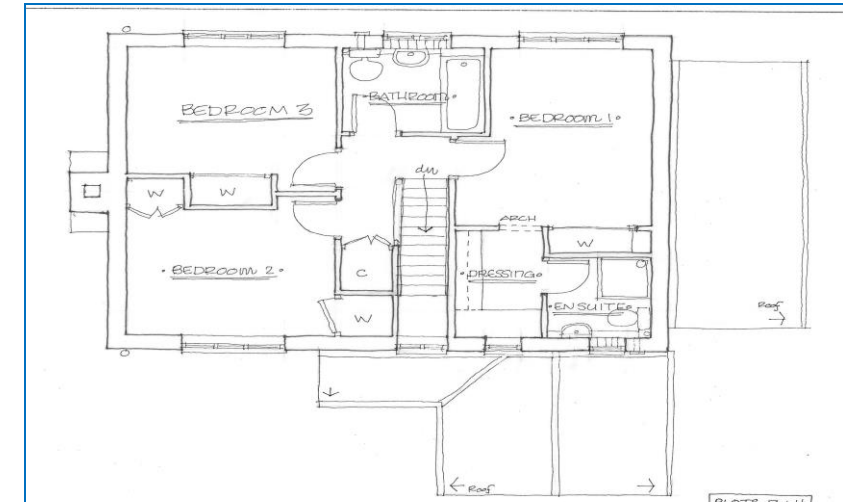 BEDROOM 3
BATHROOM
BEDROOM 1
dn
W
W
ARCH
W
BEDROOM 2
C
DRESSING
ENSUITE
W
Roof
Roof